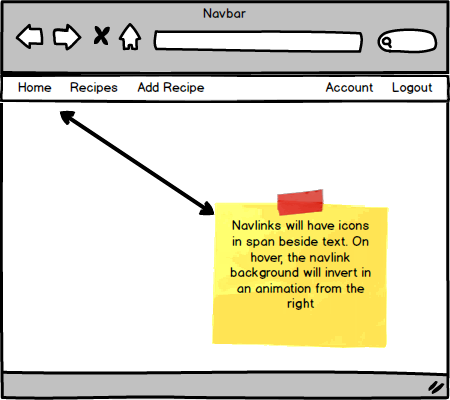 Navbar
Home Recipes Add Recipe Account Logout
Navlinks will have icons
in span beside text. On
hover, the navlink
background will invert in
an animation from the
right